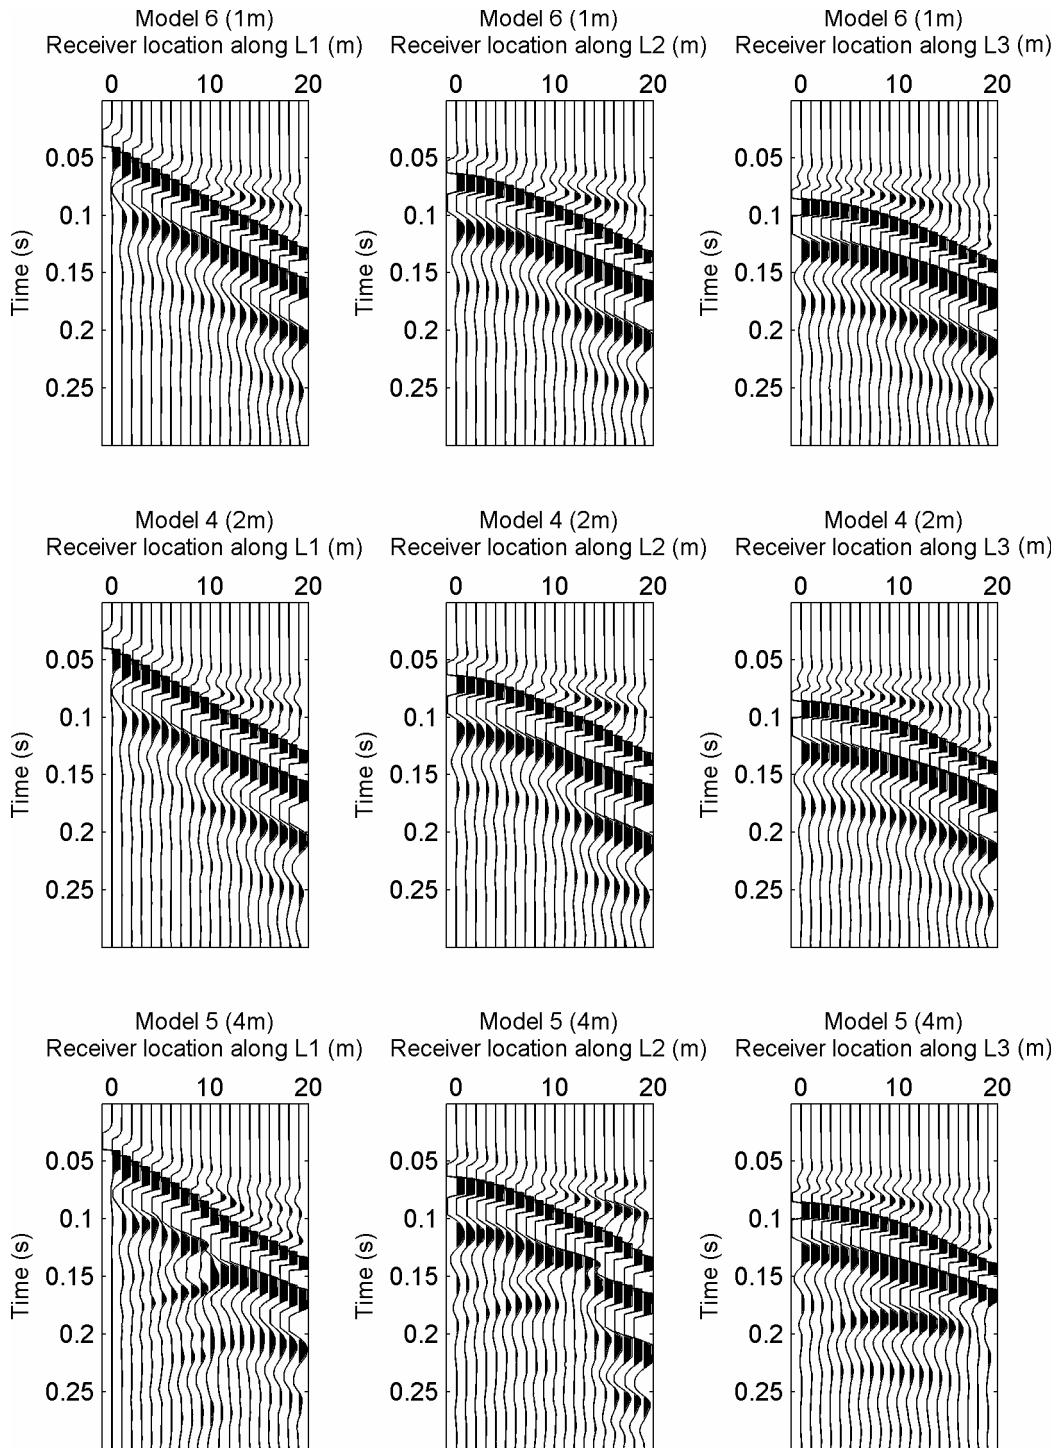 Model 6 (1m) Model 6 (1m) Model 6 (1m)
Receiver location along L1 (m) Receiver location along L2 (m) Receiver location along L3 (m)
0 10 20 0 10 20 0 10 20
0.05 0.05 0.05
0.1 0.1 0.1
0.15 0.15 0.15
0.2 0.2 0.2
0.25 0.25 0.25
Time (s) Time (s) Time (s)
Model 4 (2m) Model 4 (2m) Model 4 (2m)
Receiver location along L1 (m) Receiver location along L2 (m) Receiver location along L3 (m)
0 10 20 0 10 20 0 10 20
0.05 0.05 0.05
0.1 0.1 0.1
0.15 0.15 0.15
0.2 0.2 0.2
0.25 0.25 0.25
Time (s) Time (s) Time (s)
Model 5 (4m) Model 5 (4m) Model 5 (4m)
Receiver location along L1 (m) Receiver location along L2 (m) Receiver location along L3 (m)
0 10 20 0 10 20 0 10 20
0.05 0.05 0.05
0.1 0.1 0.1
0.15 0.15 0.15
0.2 0.2 0.2
0.25 0.25 0.25
Time (s) Time (s) Time (s)